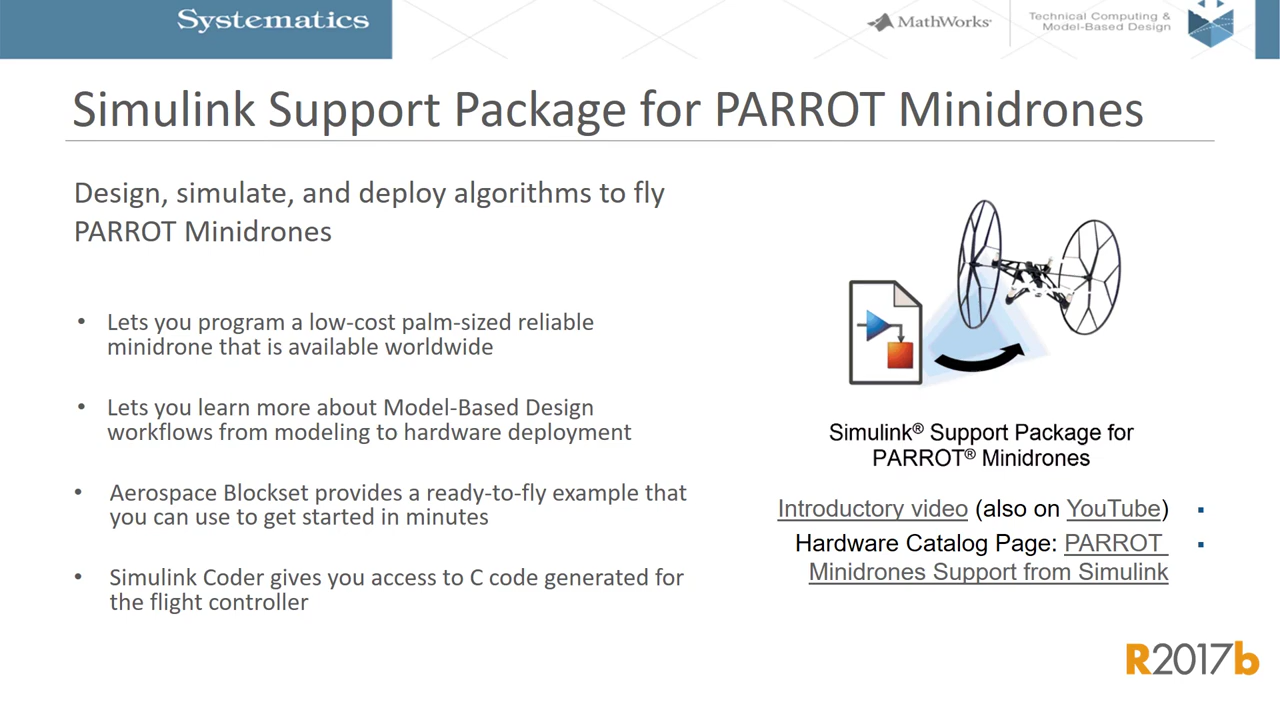 Systematics
MathWorks®
Technical Computing &
Model-Based Design
Simulink Support Package for PARROT Minidrones
Design, simulate, and deploy algorithms to fly
PARROT Minidrones
• Lets you program a low-cost palm-sized reliable
minidrone that is available worldwide
• Lets you learn more about Model-Based Design
workflows from modeling to hardware deployment
• Aerospace Blockset provides a ready-to-fly example that
you can use to get started in minutes
• Simulink Coder gives you access to C code generated for
the flight controller
Simulink® Support Package for
PARROT® Minidrones
Introductory video (also on YouTube)
Hardware Catalog Page: PARROT
Minidrones Support from Simulink
R2017b